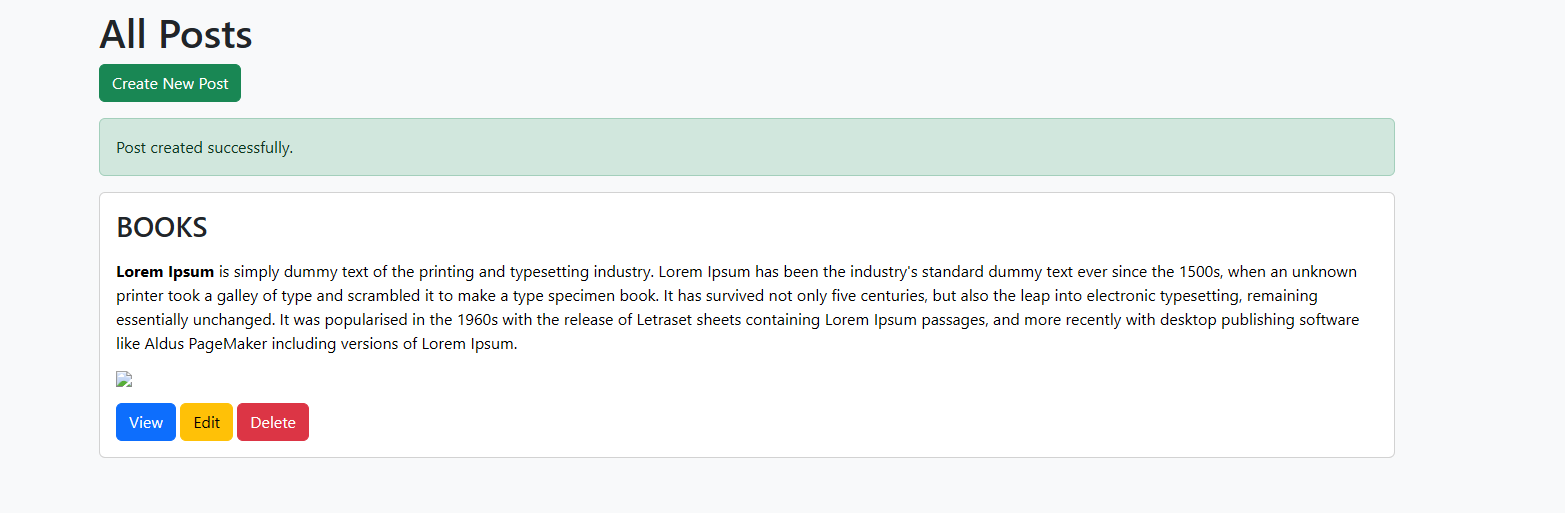 All Posts
Create New Post
Post created successfully.
BOOKS
Lorem Ipsum is simply dummy text of the printing and typesetting industry. Lorem Ipsum has been the industry's standard dummy text ever since the 1500s, when an unknown
printer took a galley of type and scrambled it to make a type specimen book. It has survived not only five centuries, but also the leap into electronic typesetting, remaining
essentially unchanged. It was popularised in the 1960s with the release of Letraset sheets containing Lorem Ipsum passages, and more recently with desktop publishing software
like Aldus PageMaker including versions of Lorem Ipsum.
View Edit Delete